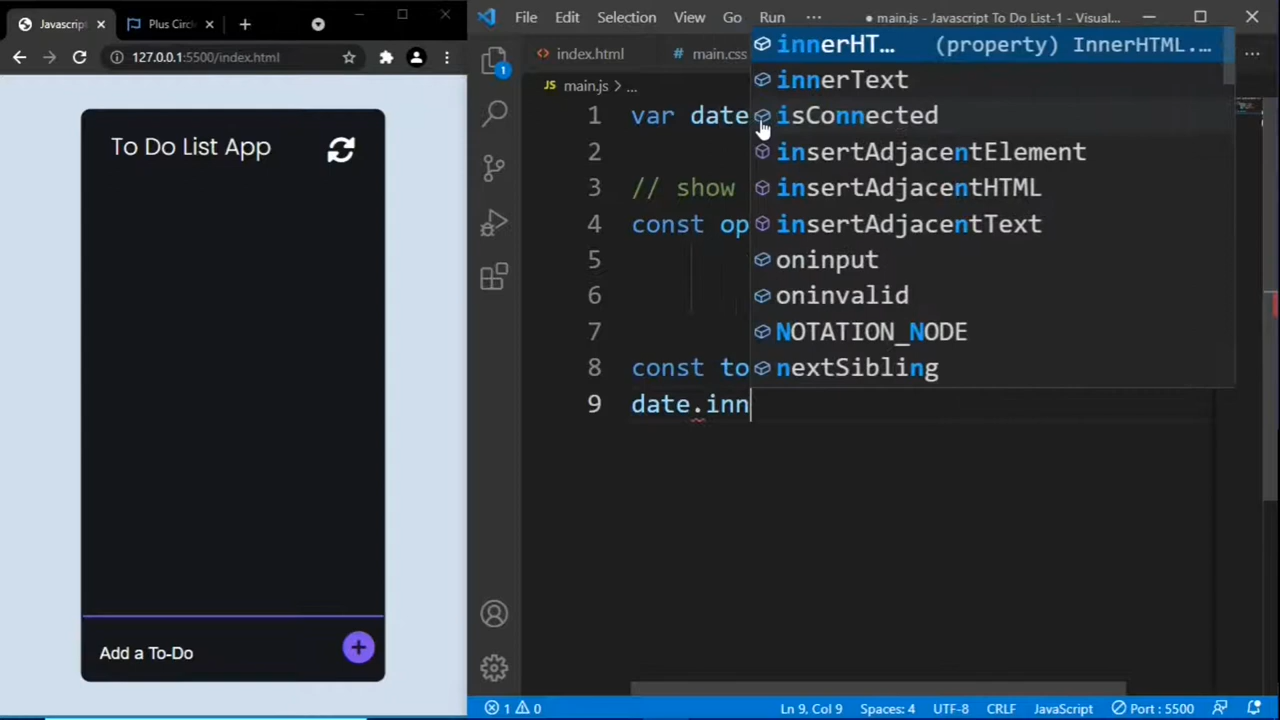 Javascript
Plus Circl
127.0.0.1:5500/index.html
To Do List App
Add a To-Do
File Edit Selection View Go Run ··· ● main.js - Javascript To Do List-1 - Visual...
index.html
main.css
JS main.js > ...
1 var date
2
3 // show
4 const op
5
6
7
8 const to
9 date.inn
innerHT… (property) InnerHTML.…
innerText
isConnected
insertAdjacentElement
insertAdjacentHTML
insertAdjacentText
oninput
oninvalid
NOTATION_NODE
nextSibling
1
1 0 Ln 9, Col 9 Spaces: 4 UTF-8 CRLF JavaScript Port : 5500